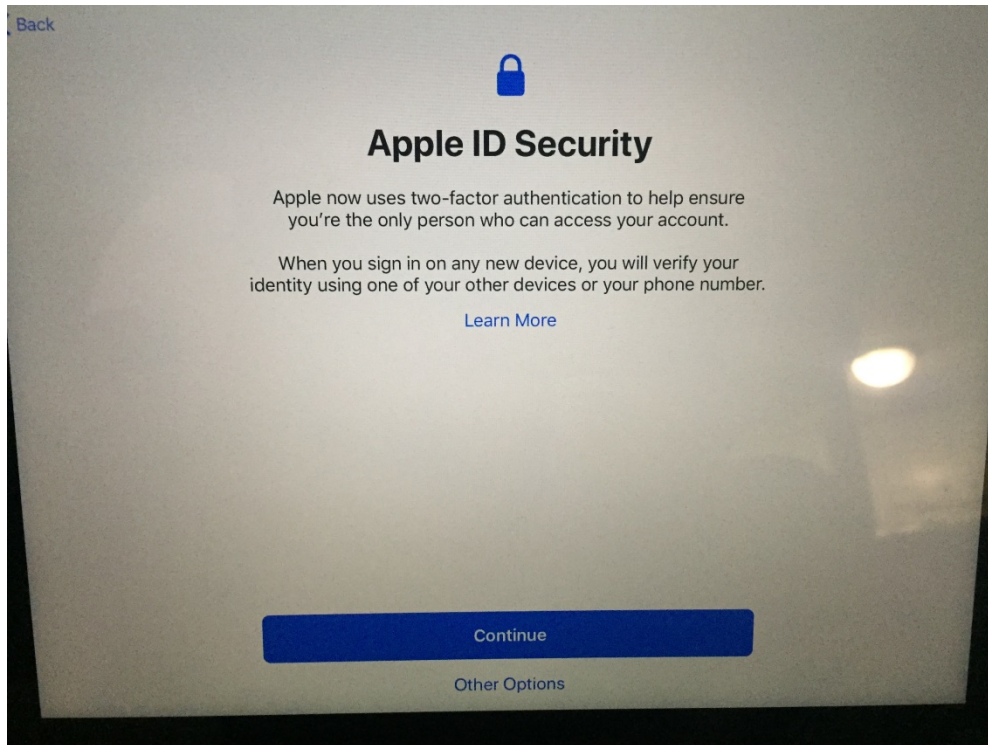 Back
Apple ID Security
Apple now uses two-factor authentication to help ensure
you’re the only person who can access your account.
When you sign in on any new device, you will verify your
identity using one of your other devices or your phone number.
Learn More
Continue
Other Options